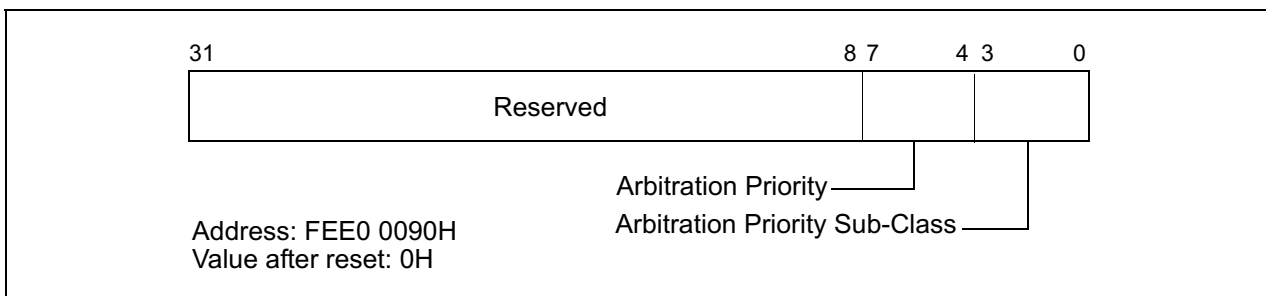 31 8 7 4 3 0
Reserved
Arbitration Priority
Arbitration Priority Sub-Class
Address: FEE0 0090H
Value after reset: 0H